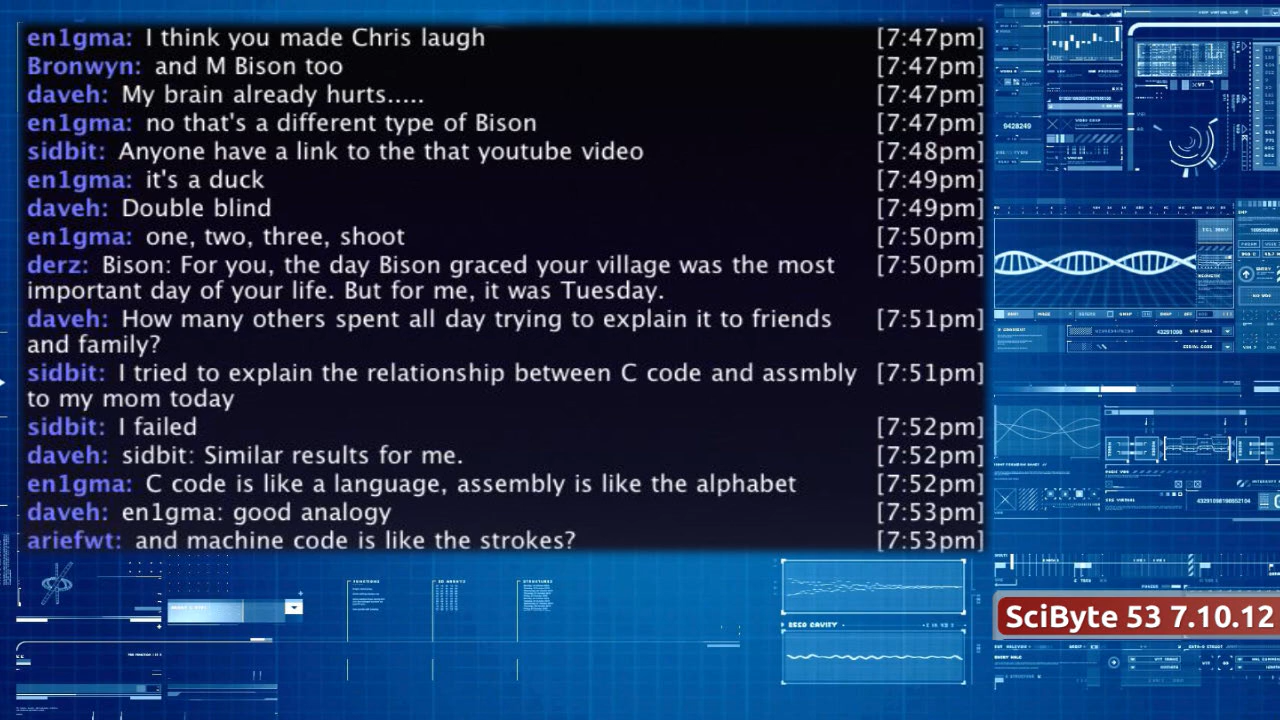 en1gma: I think you made Chris laugh [7:47pm]
Bronwyn: and M Bison too [7:47pm]
daveh: My brain already hurts..... [7:47pm]
en1gma: no that's a different type of Bison [7:47pm]
sidbit: Anyone have a link to the that youtube video [7:48pm]
en1gma: it's a duck [7:49pm]
daveh: Double blind [7:49pm]
en1gma: one, two, three, shoot [7:50pm]
derz: Bison: For you, the day Bison graced your village was the most [7:50pm]
important day of your life. But for me, it was Tuesday.
daveh: How many others spent all day trying to explain it to friends [7:51pm]
and family?
sidbit: I tried to explain the relationship between C code and assmbly [7:51pm]
to my mom today
sidbit: I failed [7:52pm]
daveh: sidbit: Similar results for me. [7:52pm]
en1gma: C code is like a language, assembly is like the alphabet [7:52pm]
daveh: en1gma: good analogy [7:53pm]
ariefwt: and machine code is like the strokes? [7:53pm]
9428249
SciByte 53 7.10.12